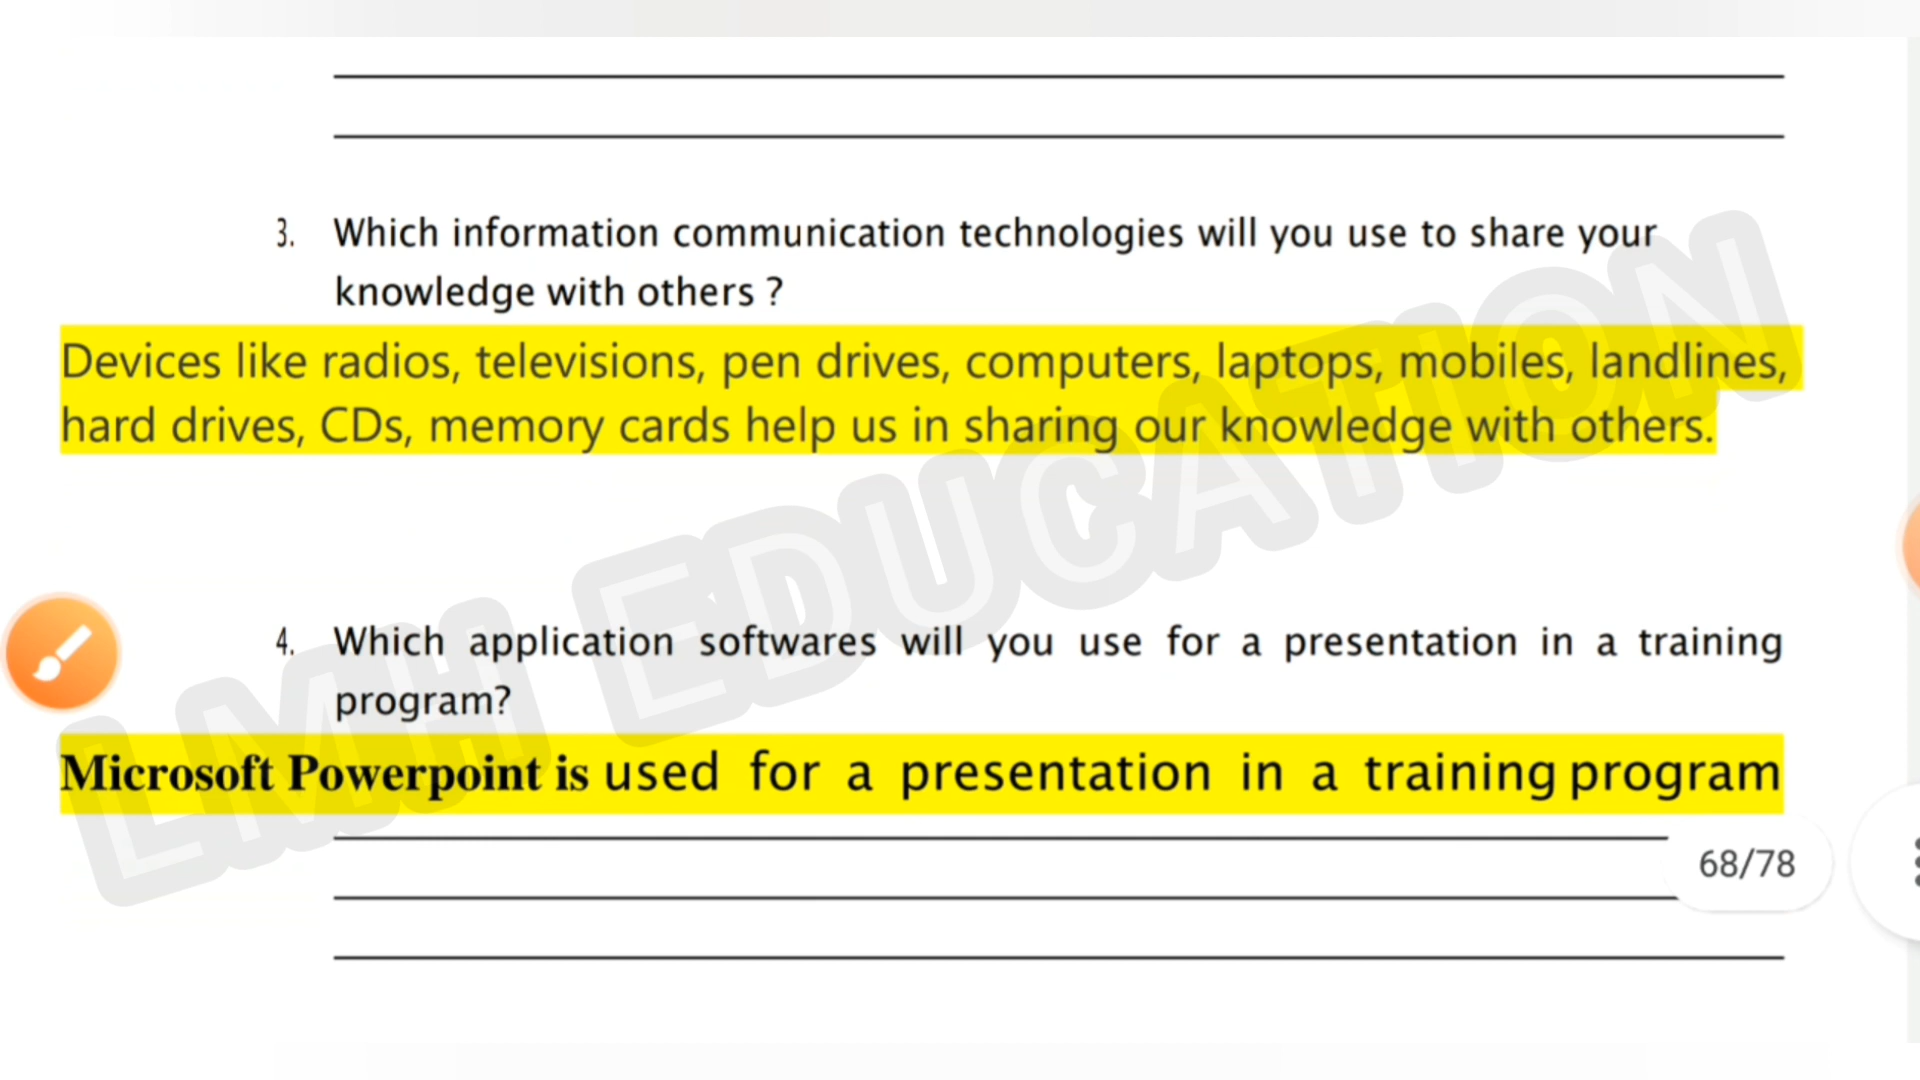 3. Which information communication technologies will you use to share your
knowledge with others ?
Devices like radios, televisions, pen drives, computers, laptops, mobiles, landlines,
hard drives, CDs, memory cards help us in sharing our knowledge with others.
LMH EDUCATION
4. Which application softwares will you use for a presentation in a training
program?
Microsoft Powerpoint is used for a presentation in a training program
68/78